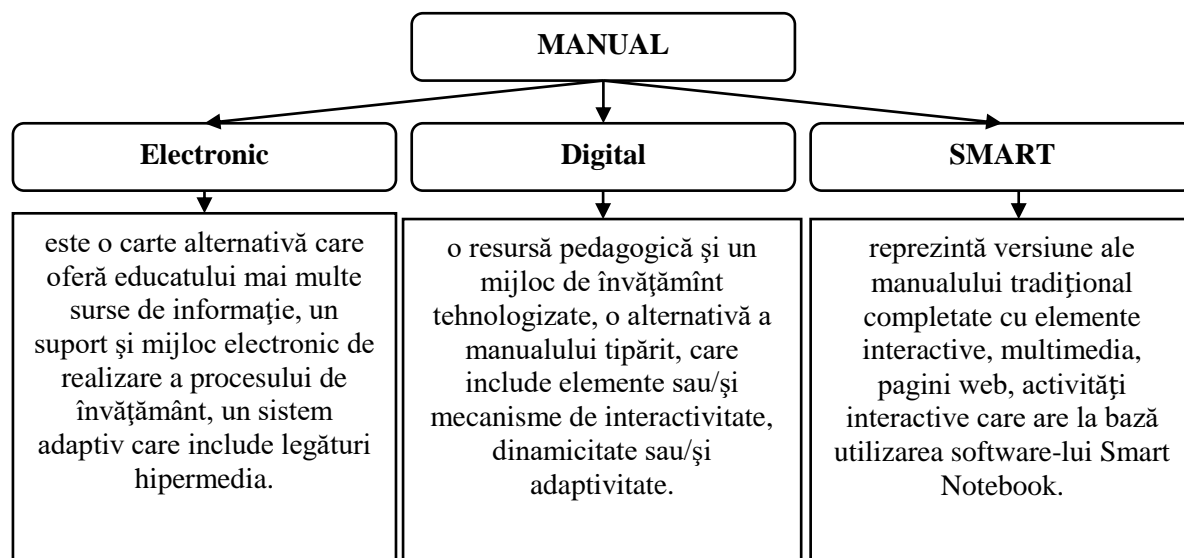 MANUAL
Electronic
Digital
SMART
este o carte alternativă care
oferă educatului mai multe
surse de informaţie, un
suport şi mijloc electronic de
realizare a procesului de
învăţământ, un sistem
adaptiv care include legături
hipermedia.
o resursă pedagogică şi un
mijloc de învăţămînt
tehnologizate, o alternativă a
manualului tipărit, care
include elemente sau/şi
mecanisme de interactivitate,
dinamicitate sau/şi
adaptivitate.
reprezintă versiune ale
manualului tradițional
completate cu elemente
interactive, multimedia,
pagini web, activități
interactive care are la bază
utilizarea software-lui Smart
Notebook.